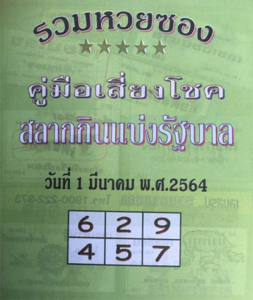 รวมหวยซอง
คู่มือเสี่ยงโชค
สลากกินแบ่งรัฐบาล
วันที่ 1 มีนาคม พ.ศ.2564
6 2 9
4 5 7